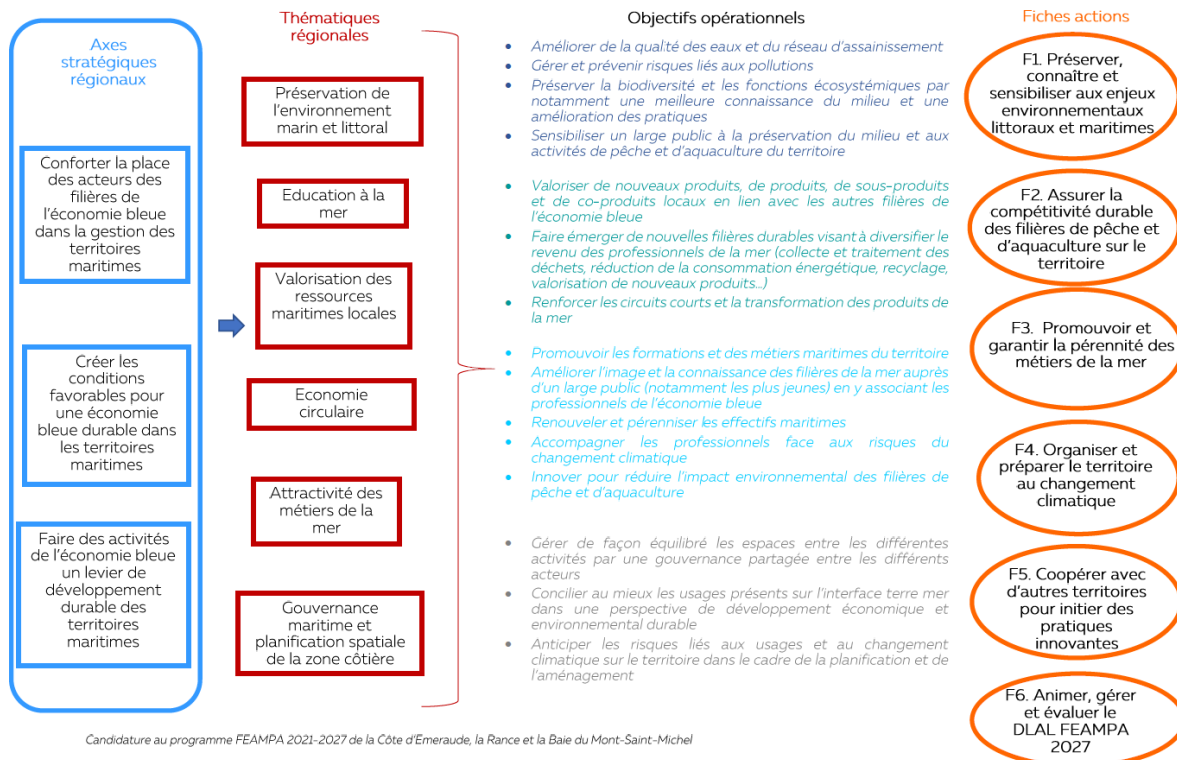 Axes
stratégiques
régionaux
Conforter la place
des acteurs des
filières de
l'économie bleue
dans la gestion des
territoires
maritimes
Créer les
conditions
favorables pour
une économie
bleue durable dans
les territoires
maritimes
Faire des activités
de l'économie bleue
un levier de
développement
durable des
territoires
maritimes
Thématiques
régionales
Préservation de
l'environnement
marin et littoral
Education à la
mer
Valorisation des
ressources
maritimes locales
Economie
circulaire
Attractivité des
métiers de la
mer
Gouvernance
maritime et
planification spatiale
de la zone côtière
Objectifs opérationnels
• Améliorer de la qualité des eaux et du réseau d'assainissement
• Gérer et prévenir risques liés aux pollutions
• Préserver la biodiversité et les fonctions écosystémiques par
notamment une meilleure connaissance du milieu et une
amélioration des pratiques
• Sensibiliser un large public à la préservation du milieu et aux
activités de pêche et d'aquaculture du territoire
• Valoriser de nouveaux produits, de produits, de sous-produits
et de co-produits locaux en lien avec les autres filières de
l'économie bleue
• Faire émerger de nouvelles filières durables visant à diversifier le
revenu des professionnels de la mer (collecte et traitement des
déchets, réduction de la consommation énergétique, recyclage,
valorisation de nouveaux produits…)
• Renforcer les circuits courts et la transformation des produits de
la mer
• Promouvoir les formations et des métiers maritimes du territoire
• Améliorer l'image et la connaissance des filières de la mer auprès
d'un large public (notamment les plus jeunes) en y associant les
professionnels de l'économie bleue
• Renouveler et pérenniser les effectifs maritimes
• Accompagner les professionnels face aux risques du
changement climatique
• Innover pour réduire l'impact environnemental des filières de
pêche et d'aquaculture
• Gérer de façon équilibré les espaces entre les différentes
activités par une gouvernance partagée entre les différents
acteurs
• Concilier au mieux les usages présents sur l'interface terre mer
dans une perspective de développement économique et
environnemental durable
• Anticiper les risques liés aux usages et au changement
climatique sur le territoire dans le cadre de la planification et de
l'aménagement
Fiches actions
F1. Préserver,
connaître et
sensibiliser aux enjeux
environnementaux
littoraux et maritimes
F2. Assurer la
compétitivité durable
des filières de pêche et
d'aquaculture sur le
territoire
F3. Promouvoir et
garantir la pérennité des
métiers de la mer
F4. Organiser et
préparer le territoire
au changement
climatique
F5. Coopérer avec
d'autres territoires
pour initier des
pratiques
innovantes
F6. Animer, gérer
et évaluer le
DLAL FEAMPA
2027
Candidature au programme FEAMPA 2021-2027 de la Côte d'Emeraude, la Rance et la Baie du Mont-Saint-Michel